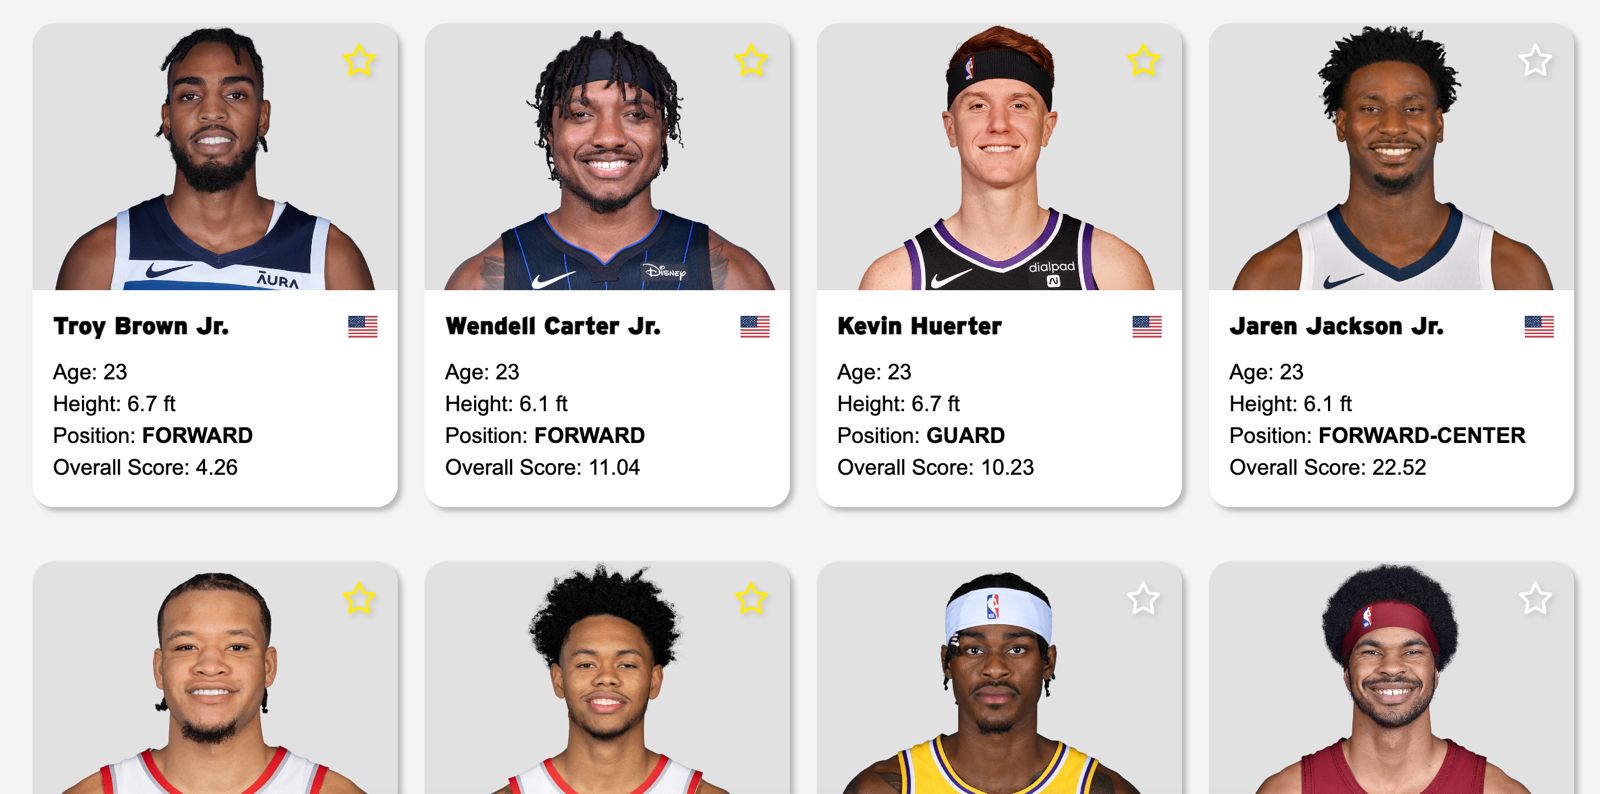 ĀURA
Disney
dialpad
Troy Brown Jr.
Wendell Carter Jr.
Kevin Huerter
Jaren Jackson Jr.
Age: 23
Age: 23
Age: 23
Age: 23
Height: 6.7 ft
Height: 6.1 ft
Height: 6.7 ft
Height: 6.1 ft
Position: FORWARD
Position: FORWARD
Position: GUARD
Position: FORWARD-CENTER
Overall Score: 4.26
Overall Score: 11.04
Overall Score: 10.23
Overall Score: 22.52